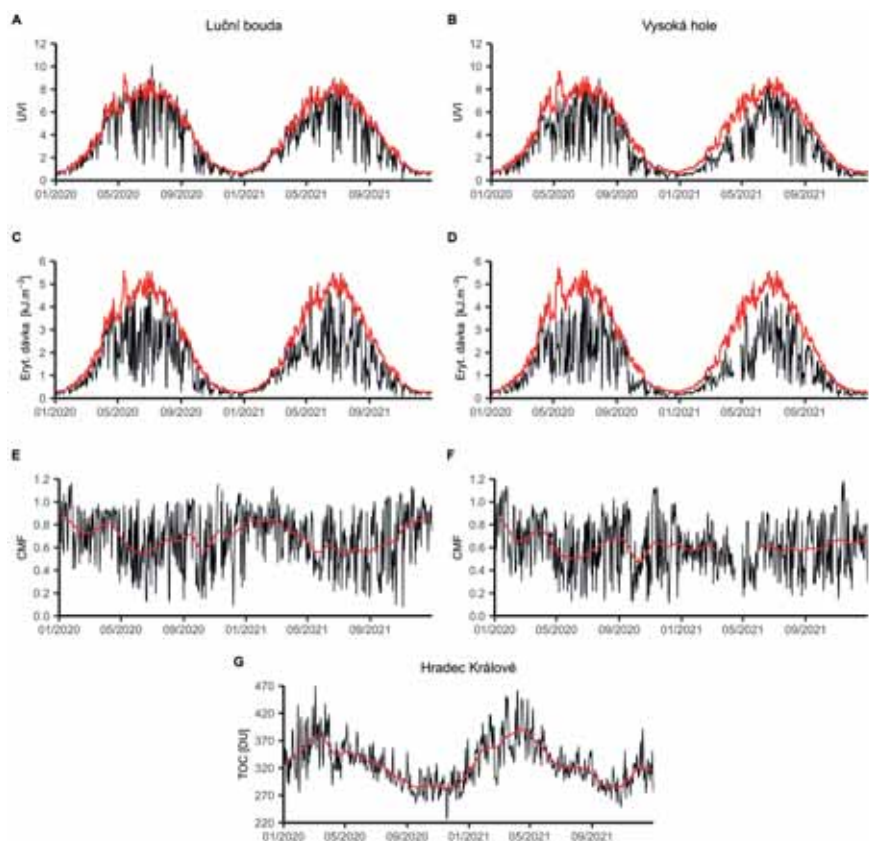 A
Luční bouda
12
10
8
6
4
2
0
UVI
01/2020 05/2020 09/2020 01/2021 05/2021 09/2021
B
Vysoká hole
12
10
8
6
4
2
0
UVI
01/2020 05/2020 09/2020 01/2021 05/2021 09/2021
C
6
5
4
3
2
1
0
Eryt. dávka [kJ.m⁻²]
01/2020 05/2020 09/2020 01/2021 05/2021 09/2021
D
6
5
4
3
2
1
0
Eryt. dávka [kJ.m⁻²]
01/2020 05/2020 09/2020 01/2021 05/2021 09/2021
E
1.2
1.0
0.8
0.6
0.4
0.2
0.0
CMF
01/2020 05/2020 09/2020 01/2021 05/2021 09/2021
F
1.2
1.0
0.8
0.6
0.4
0.2
0.0
CMF
01/2020 05/2020 09/2020 01/2021 05/2021 09/2021
G
Hradec Králové
470
420
370
320
270
220
TOC [DU]
01/2020 05/2020 09/2020 01/2021 05/2021 09/2021